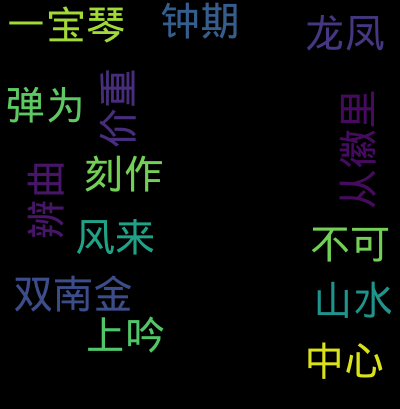 一宝琴
钟期
龙凤
弹为
价重
从徽里
刻作
辨曲
风来
不可
双南金
山水
上吟
中心